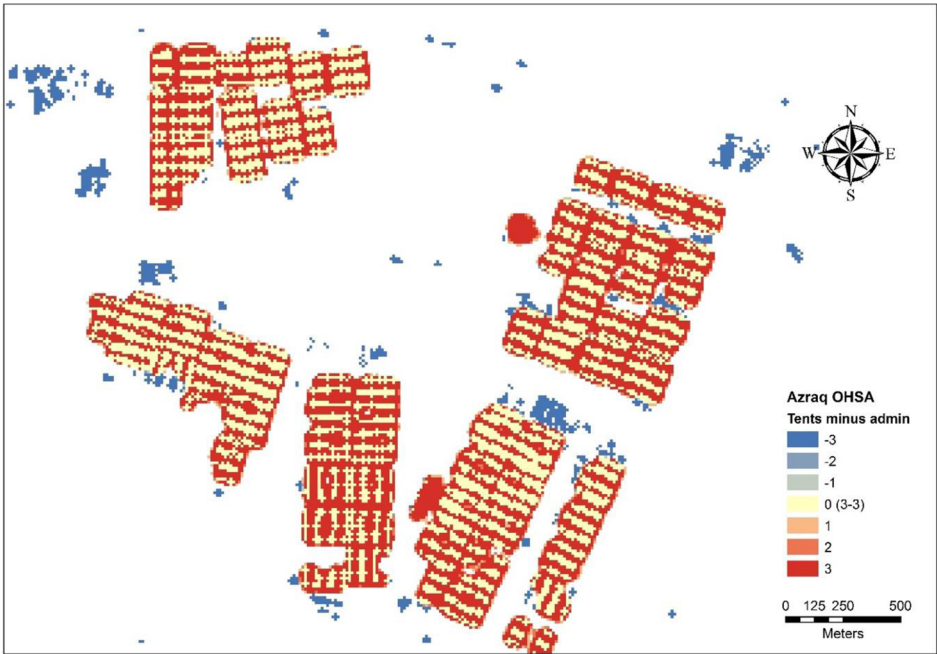 N
W E
S
Azraq OHSA
Tents minus admin
-3
-2
-1
0 (3-3)
1
2
3
0 125 250 500
Meters